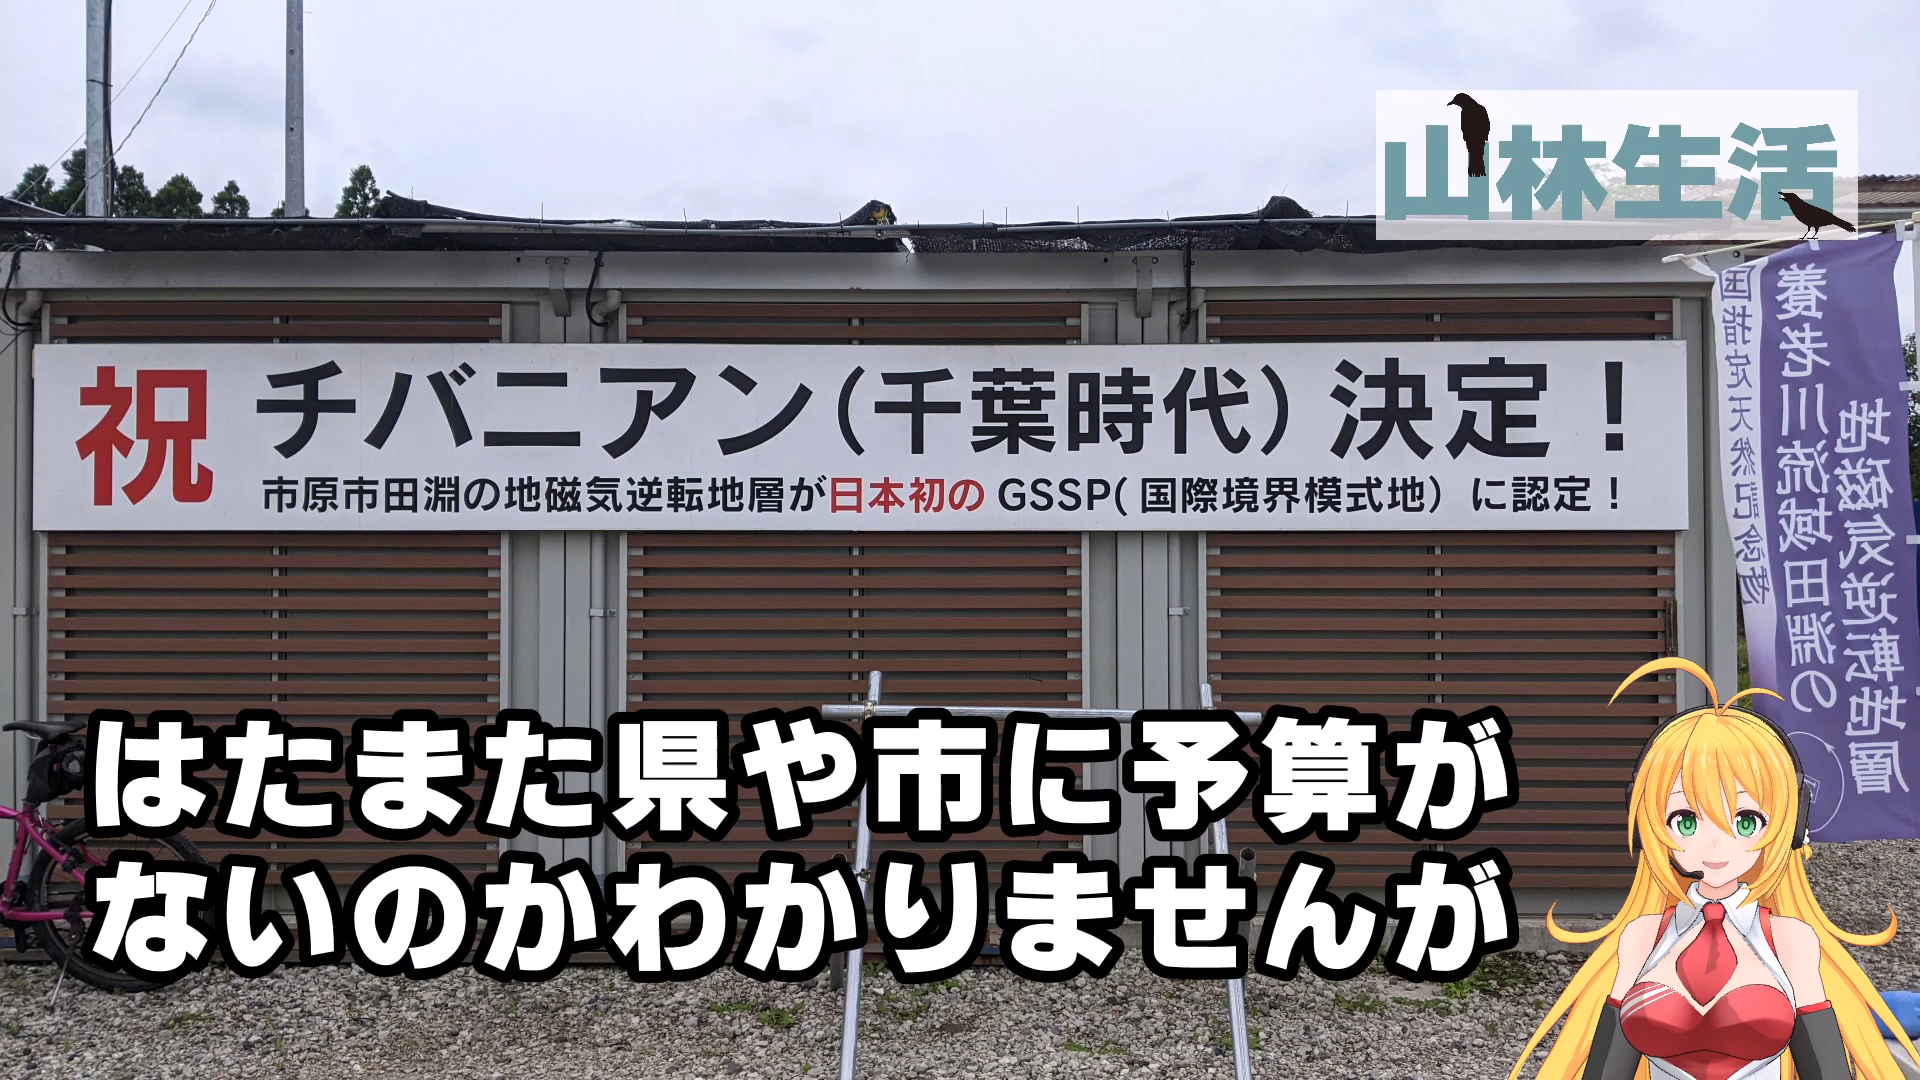 山林生活
祝 チバニアン(千葉時代)決定!
市原市田淵の地磁気逆転地層が日本初の GSSP(国際境界模式地)に認定!
国指定天然記念物
養老川流域田淵の
地磁気逆転地層
はたまた県や市に予算が
ないのかわかりませんが